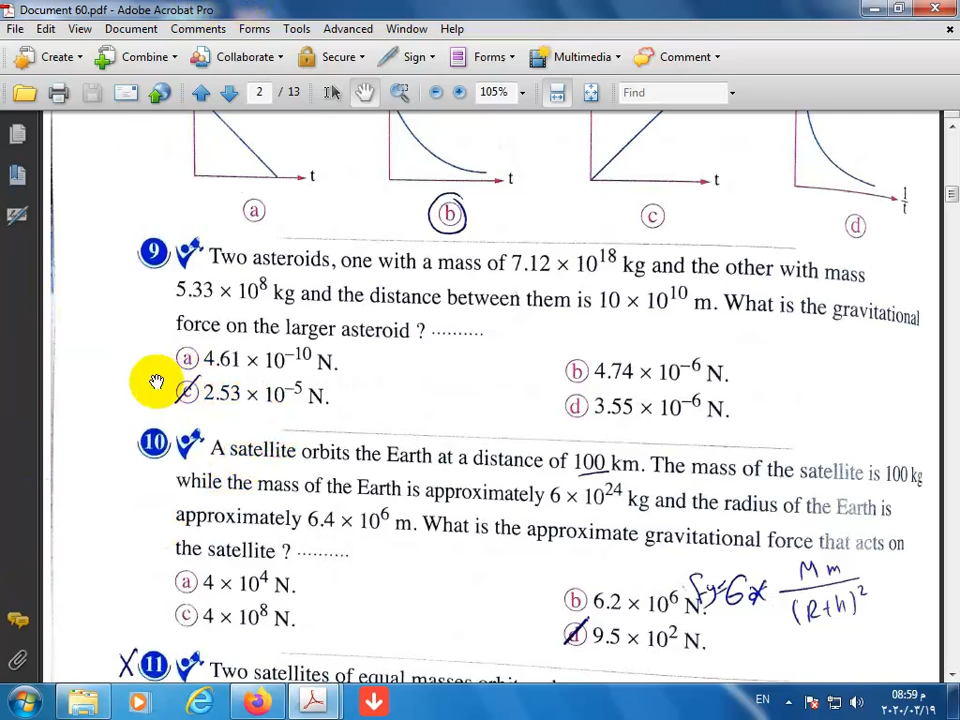 Document 60.pdf - Adobe Acrobat Pro
File Edit View Document Comments Forms Tools Advanced Window Help
Create Combine Collaborate Secure Sign Forms Multimedia Comment
2 / 13 105% Find
t t t 1/t
a b c d
9 Two asteroids, one with a mass of 7.12 × 10^18 kg and the other with mass
5.33 × 10^8 kg and the distance between them is 10 × 10^10 m. What is the gravitational
force on the larger asteroid ? ..........
a 4.61 × 10^–10 N.
b 4.74 × 10^–6 N.
c 2.53 × 10^–5 N.
d 3.55 × 10^–6 N.
10 A satellite orbits the Earth at a distance of 100 km. The mass of the satellite is 100 kg
while the mass of the Earth is approximately 6 × 10^24 kg and the radius of the Earth is
approximately 6.4 × 10^6 m. What is the approximate gravitational force that acts on
the satellite ? ..........
a 4 × 10^4 N.
b 6.2 × 10^6 N.
M m
(R+h)^2
c 4 × 10^8 N.
d 9.5 × 10^2 N.
X 11 Two satellites of equal masses
EN
08:59 م
٢٠٢٠/٠٣/١٩